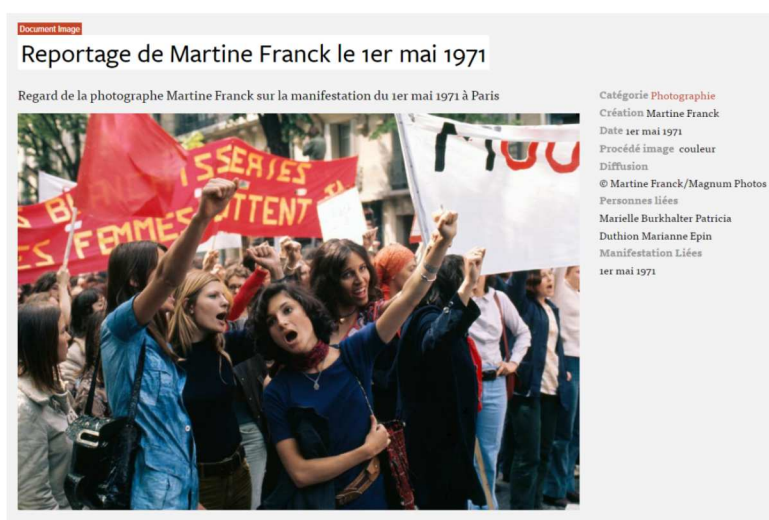 Document Image
Reportage de Martine Franck le 1er mai 1971
Regard de la photographe Martine Franck sur la manifestation du 1er mai 1971 à Paris
Catégorie Photographie
Création Martine Franck
Date 1er mai 1971
Procédé image couleur
Diffusion
© Martine Franck/Magnum Photos
Personnes liées
Marielle Burkhalter Patricia
Duthion Marianne Epin
Manifestation Liées
1er mai 1971
ISSERIES
FEMMES